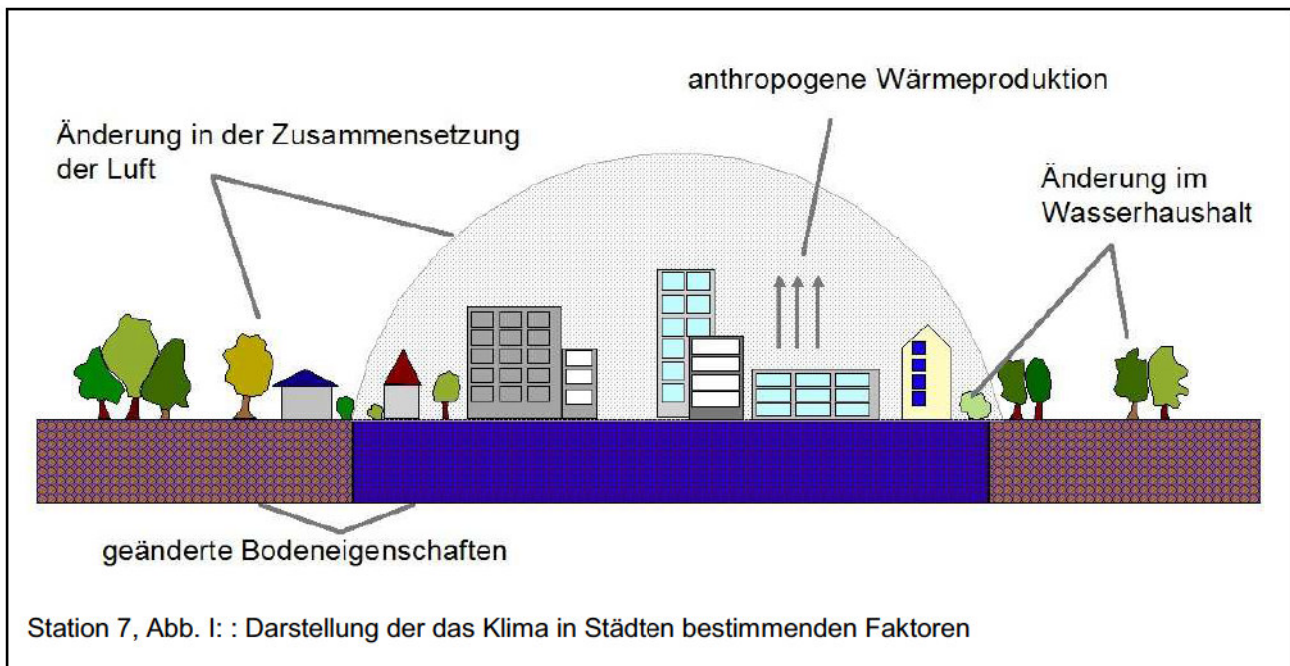 anthropogene Wärmeproduktion
Änderung in der Zusammensetzung
der Luft
Änderung im
Wasserhaushalt
geänderte Bodeneigenschaften
Station 7, Abb. I: : Darstellung der das Klima in Städten bestimmenden Faktoren